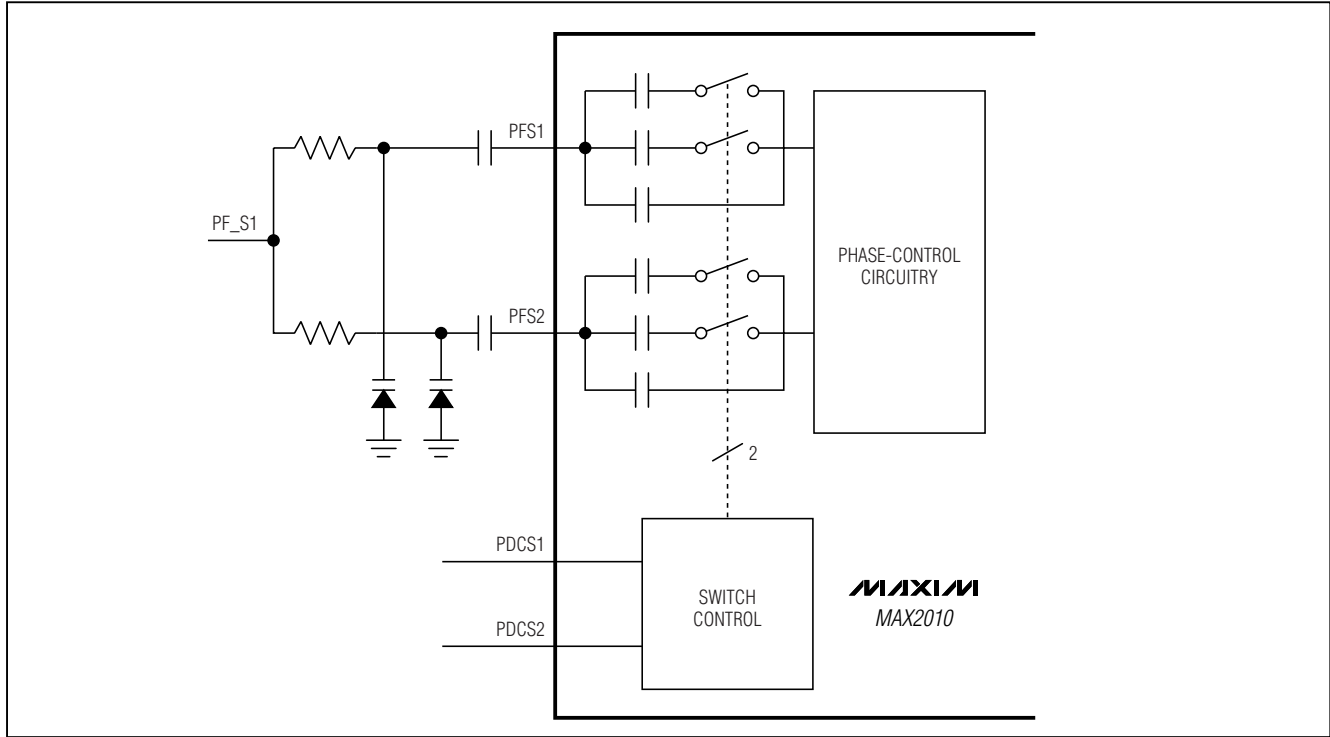 PFS1
PF_S1
PHASE-CONTROL
CIRCUITRY
PFS2
2
PDCS1
SWITCH
CONTROL
MAXIM
MAX2010
PDCS2